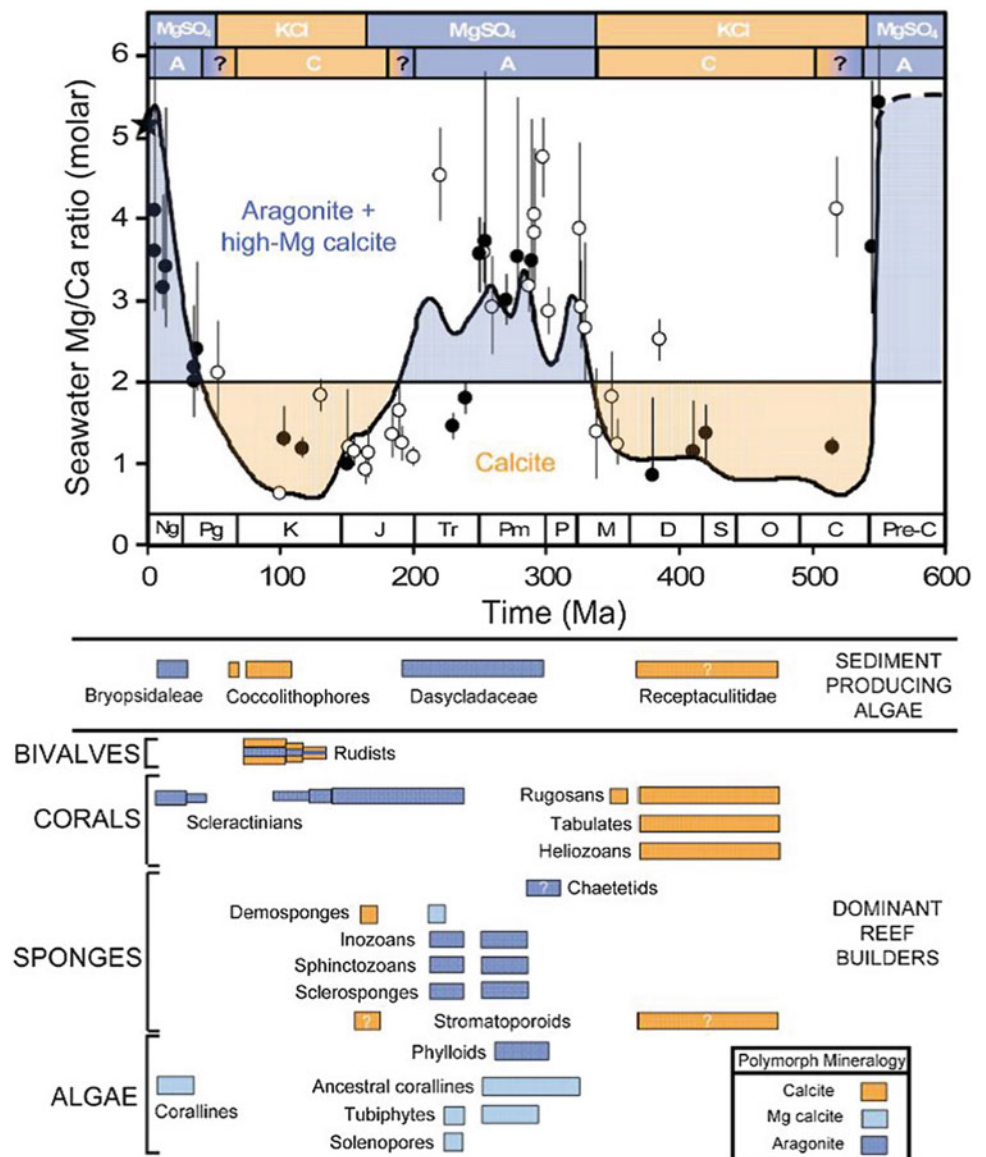 MgSO₄ KCl MgSO₄ KCl MgSO₄
A ? C ? A C ? A
6
5
4
3
2
1
0
Seawater Mg/Ca ratio (molar)
Aragonite +
high-Mg calcite
Calcite
Ng Pg K J Tr Pm P M D S O C Pre-C
0 100 200 300 400 500 600
Time (Ma)
?
Bryopsidaleae Coccolithophores Dasycladaceae Receptaculitidae
SEDIMENT
PRODUCING
ALGAE
BIVALVES
Rudists
CORALS
Scleractinians
Rugosans
Tabulates
Heliozoans
SPONGES
? Chaetetids
Demosponges
Inozoans
Sphinctozoans
Sclerosponges
? Stromatoporoids ?
DOMINANT
REEF
BUILDERS
ALGAE
Phylloids
Ancestral corallines
Corallines
Tubiphytes
Solenopores
Polymorph Mineralogy
Calcite
Mg calcite
Aragonite